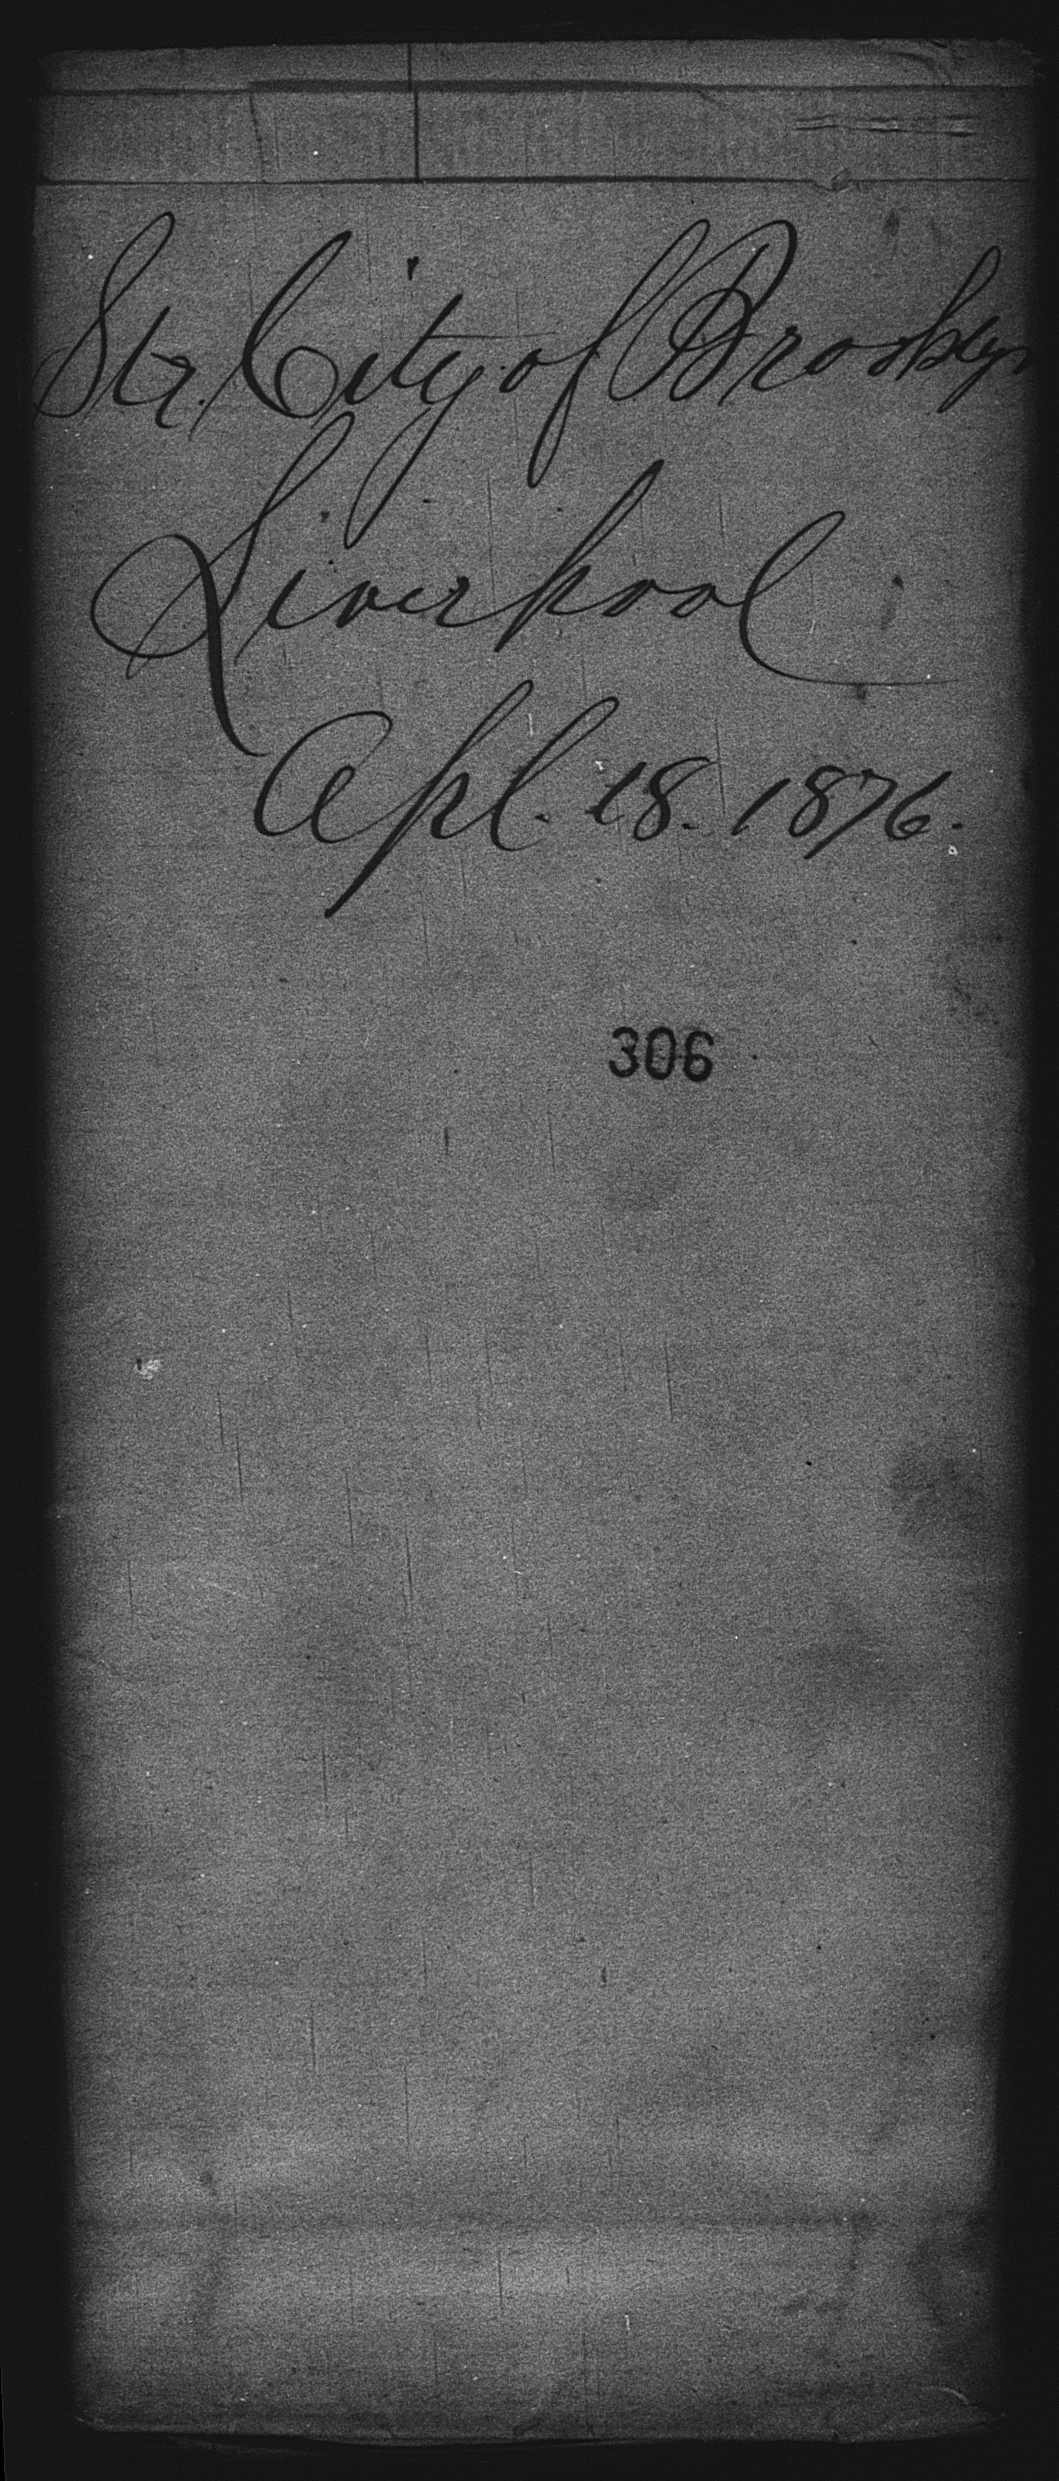 Str. City of Brooklyn
Liverpool
Apl. 18. 1876.
306